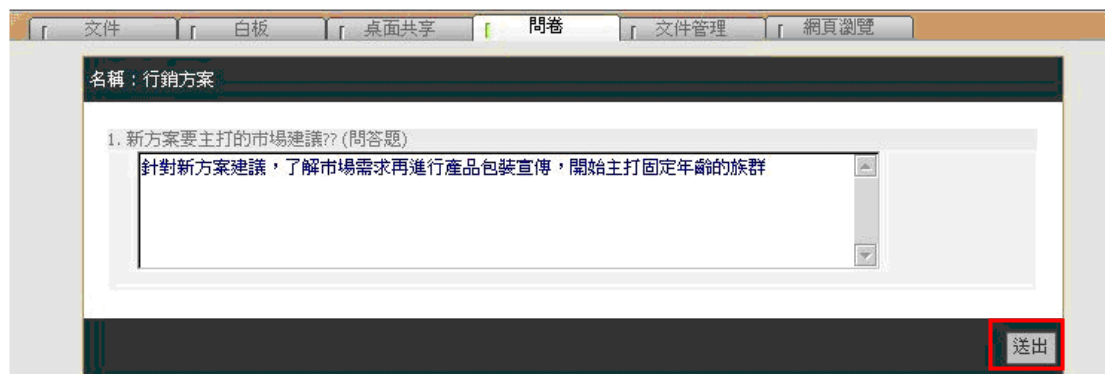 文件 白板 桌面共享 問卷 文件管理 網頁瀏覽
名稱：行銷方案
1. 新方案要主打的市場建議?? (問答題)
針對新方案建議，了解市場需求再進行產品包裝宣傳，開始主打固定年齡的族群
送出